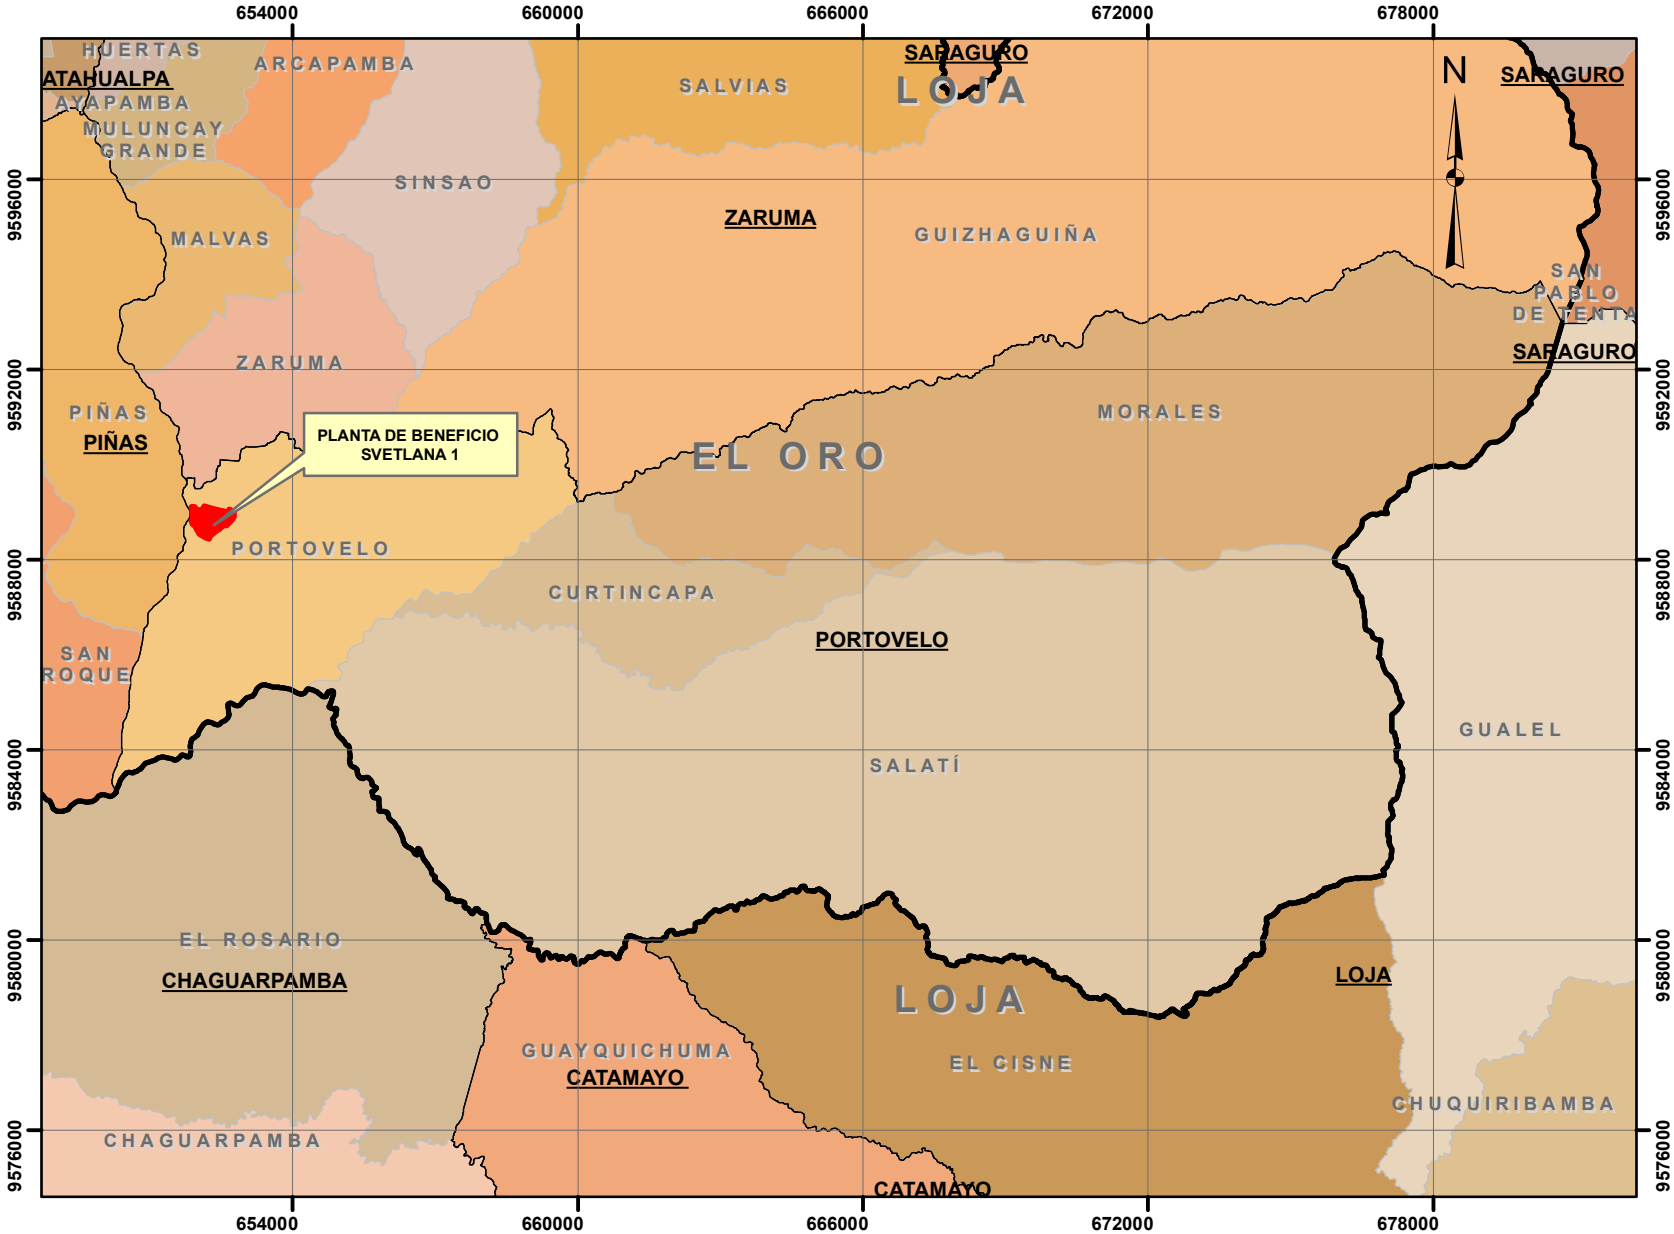 654000
660000
666000
672000
678000
HUERTAS
ATAHUALPA
AYAPAMBA
MULUNCAY
GRANDE
ARCAPAMBA
SALVIAS
SARAGURO
LOJA
N
SARAGURO
9596000
9596000
SINSAO
MALVAS
ZARUMA
GUIZHAGUIÑA
SAN
PABLO
DE TENTA
SARAGURO
9592000
9592000
ZARUMA
PIÑAS
PIÑAS
PLANTA DE BENEFICIO
SVETLANA 1
MORALES
EL ORO
PORTOVELO
9588000
9588000
CURTINCAPA
PORTOVELO
SAN
ROQUE
GUALEL
SALATÍ
9584000
9584000
EL ROSARIO
CHAGUARPAMBA
9580000
9580000
LOJA
LOJA
GUAYQUICHUMA
CATAMAYO
EL CISNE
CHUQUIRIBAMBA
CHAGUARPAMBA
9576000
9576000
CATAMAYO
654000
660000
666000
672000
678000